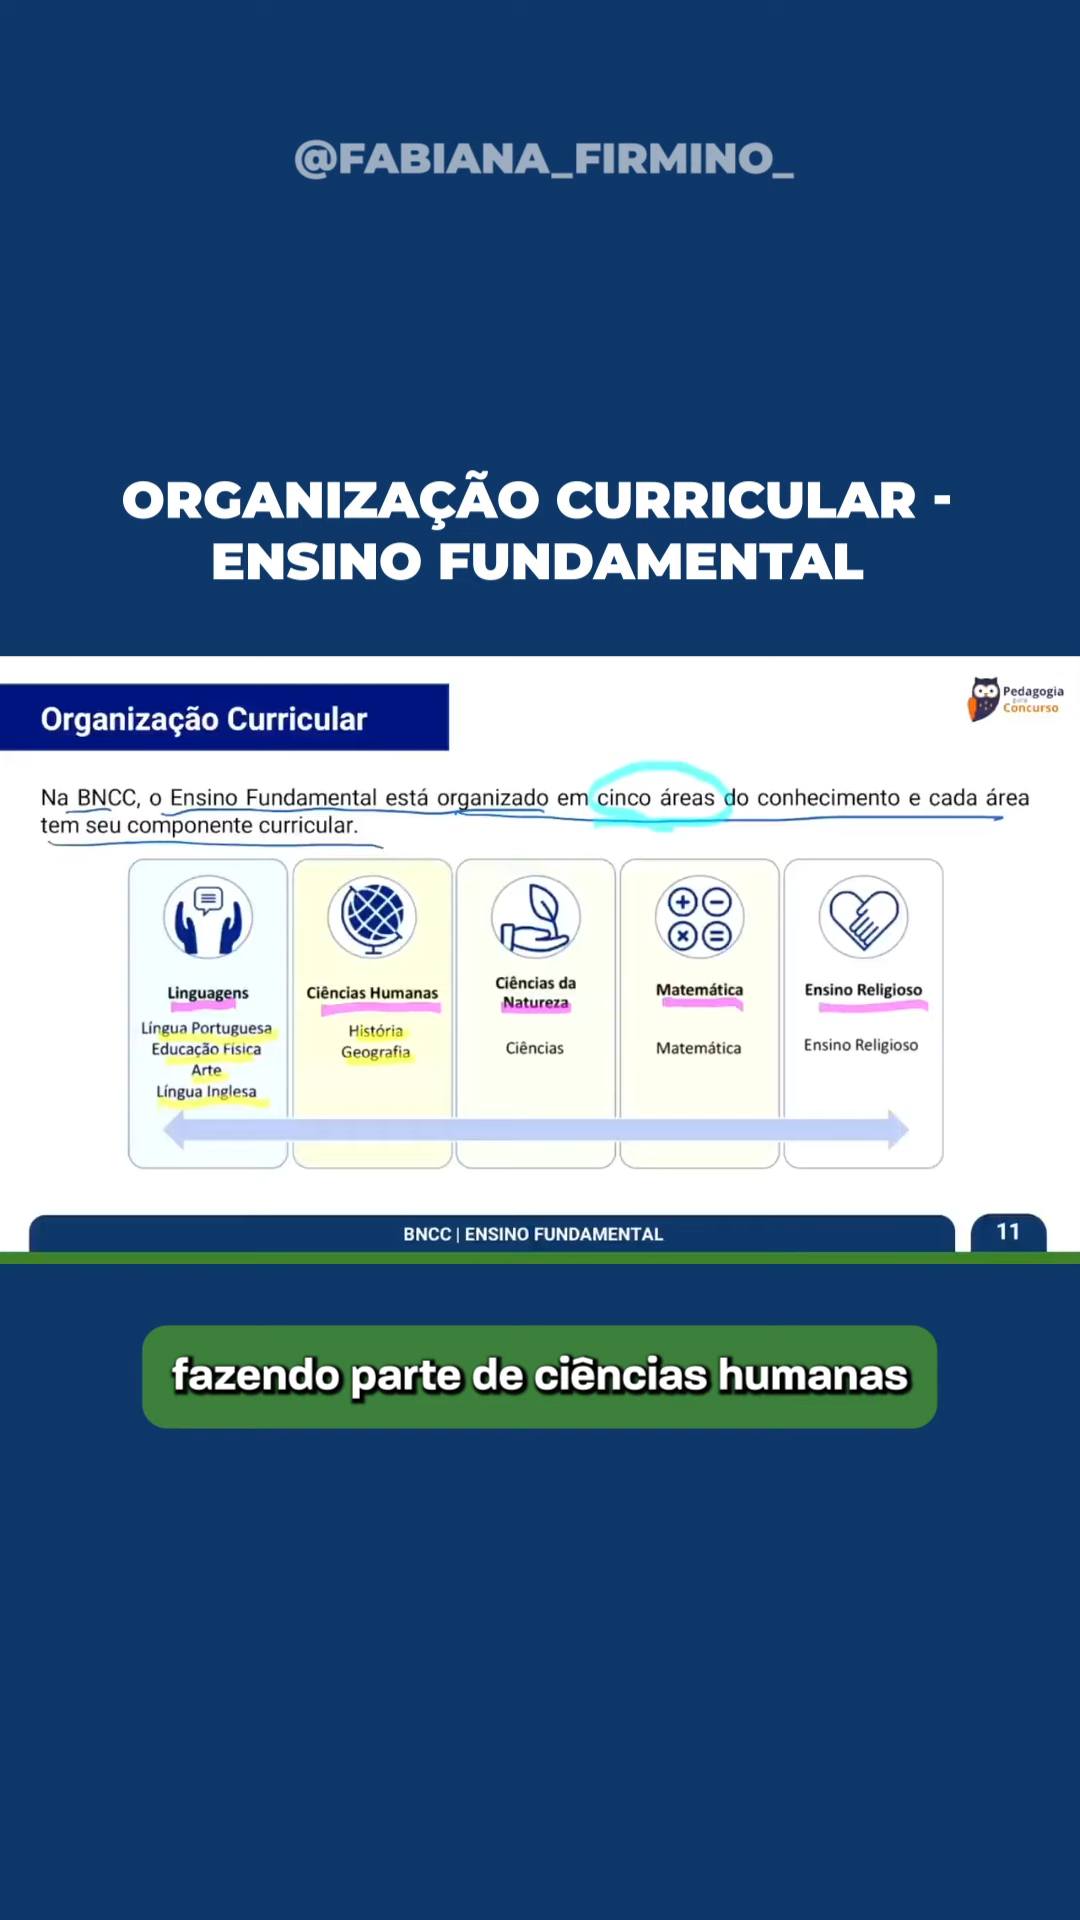 @FABIANA_FIRMINO_
ORGANIZAÇÃO CURRICULAR -
ENSINO FUNDAMENTAL
Organização Curricular
Pedagogia
para
Concurso
Na BNCC, o Ensino Fundamental está organizado em cinco áreas do conhecimento e cada área
tem seu componente curricular.
Linguagens
Língua Portuguesa
Educação Física
Arte
Língua Inglesa
Ciências Humanas
História
Geografia
Ciências da
Natureza
Ciências
Matemática
Matemática
Ensino Religioso
Ensino Religioso
BNCC | ENSINO FUNDAMENTAL
11
fazendo parte de ciências humanas